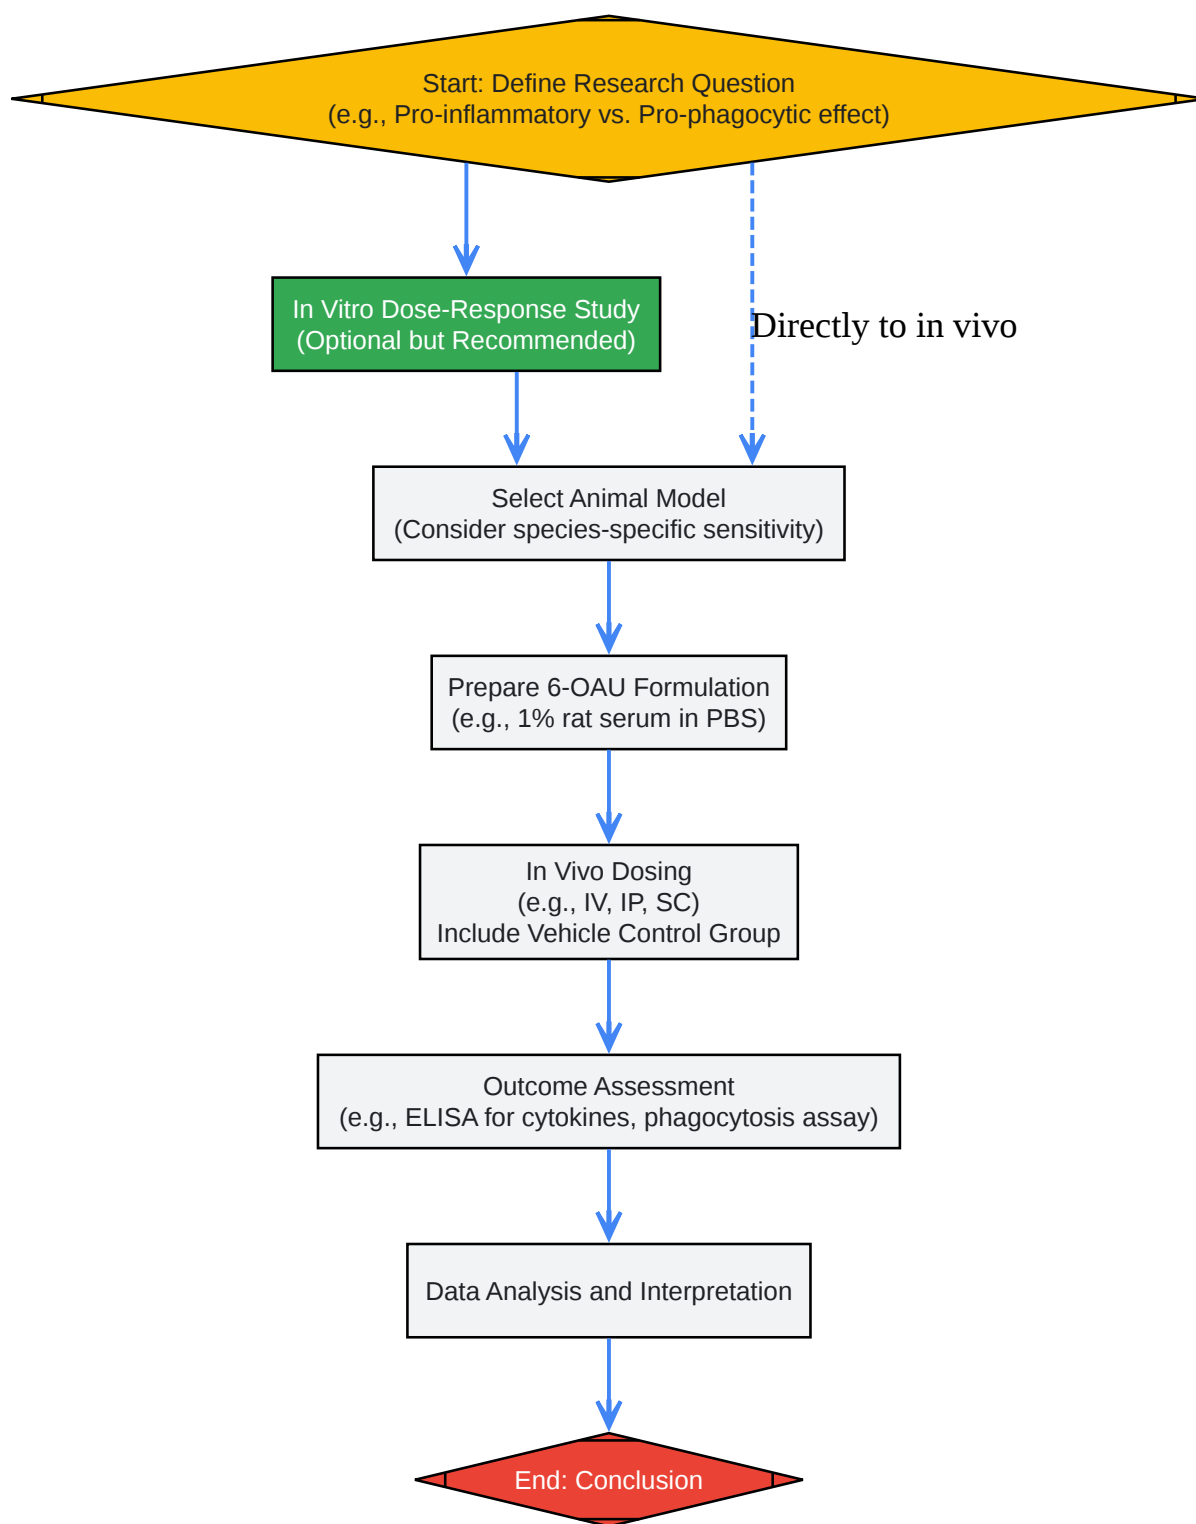 Start: Define Research Question
(e.g., Pro-inflammatory vs. Pro-phagocytic effect)
In Vitro Dose-Response Study
(Optional but Recommended)
Directly to in vivo
Select Animal Model
(Consider species-specific sensitivity)
Prepare 6-OAU Formulation
(e.g., 1% rat serum in PBS)
In Vivo Dosing
(e.g., IV, IP, SC)
Include Vehicle Control Group
Outcome Assessment
(e.g., ELISA for cytokines, phagocytosis assay)
Data Analysis and Interpretation
End: Conclusion